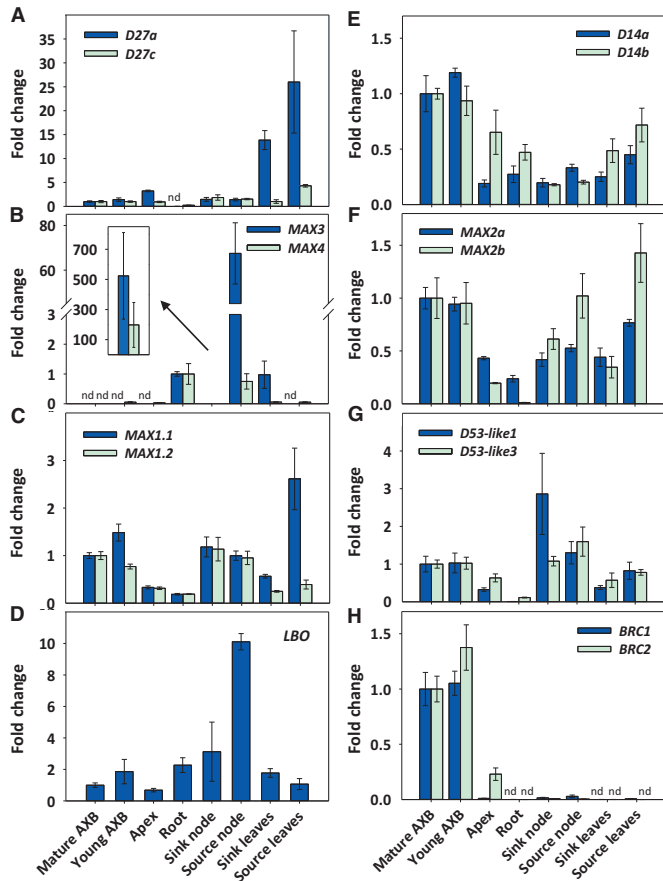 A
D27a
D27c
Fold change
35
30
25
20
15
10
5
0
nd
B
MAX3
MAX4
Fold change
80
60
3
2
1
0
700
500
300
100
nd nd nd nd nd
C
MAX1.1
MAX1.2
Fold change
3
2
1
0
D
LBO
Fold change
10
8
6
4
2
0
Mature AXB
Young AXB
Apex
Root
Sink node
Source node
Sink leaves
Source leaves
E
D14a
D14b
Fold change
1.5
1.0
0.5
0.0
F
MAX2a
MAX2b
Fold change
1.5
1.0
0.5
0.0
G
D53-like1
D53-like3
Fold change
4
3
2
1
0
H
BRC1
BRC2
Fold change
1.5
1.0
0.5
0.0
nd nd nd nd nd
Mature AXB
Young AXB
Apex
Root
Sink node
Source node
Sink leaves
Source leaves